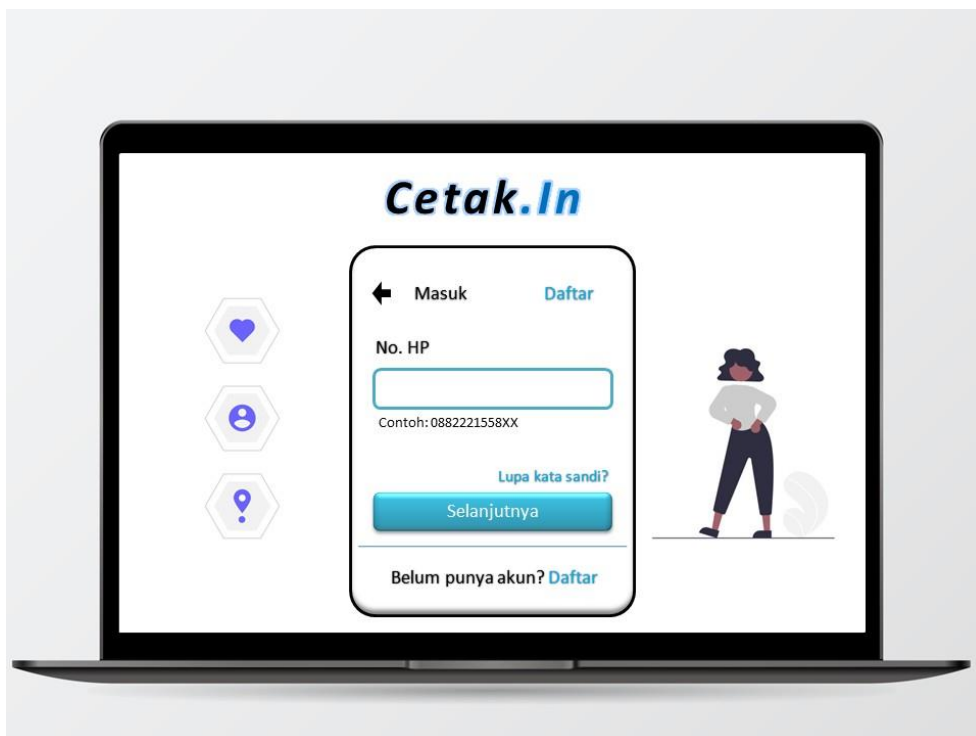 Cetak.In
Masuk Daftar
No. HP
Contoh: 0882221558XX
Lupa kata sandi?
Selanjutnya
Belum punya akun? Daftar